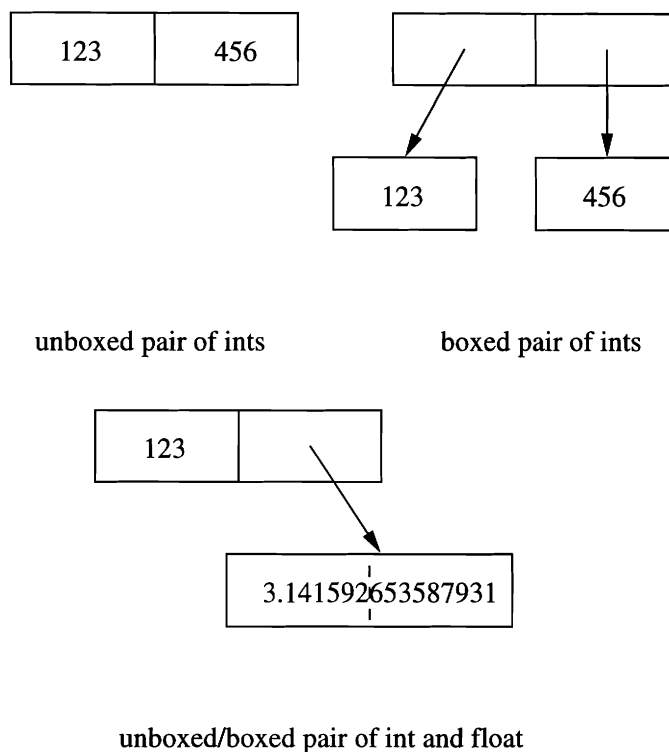 123 456
123 456
unboxed pair of ints
boxed pair of ints
123
3.141592653587931
unboxed/boxed pair of int and float